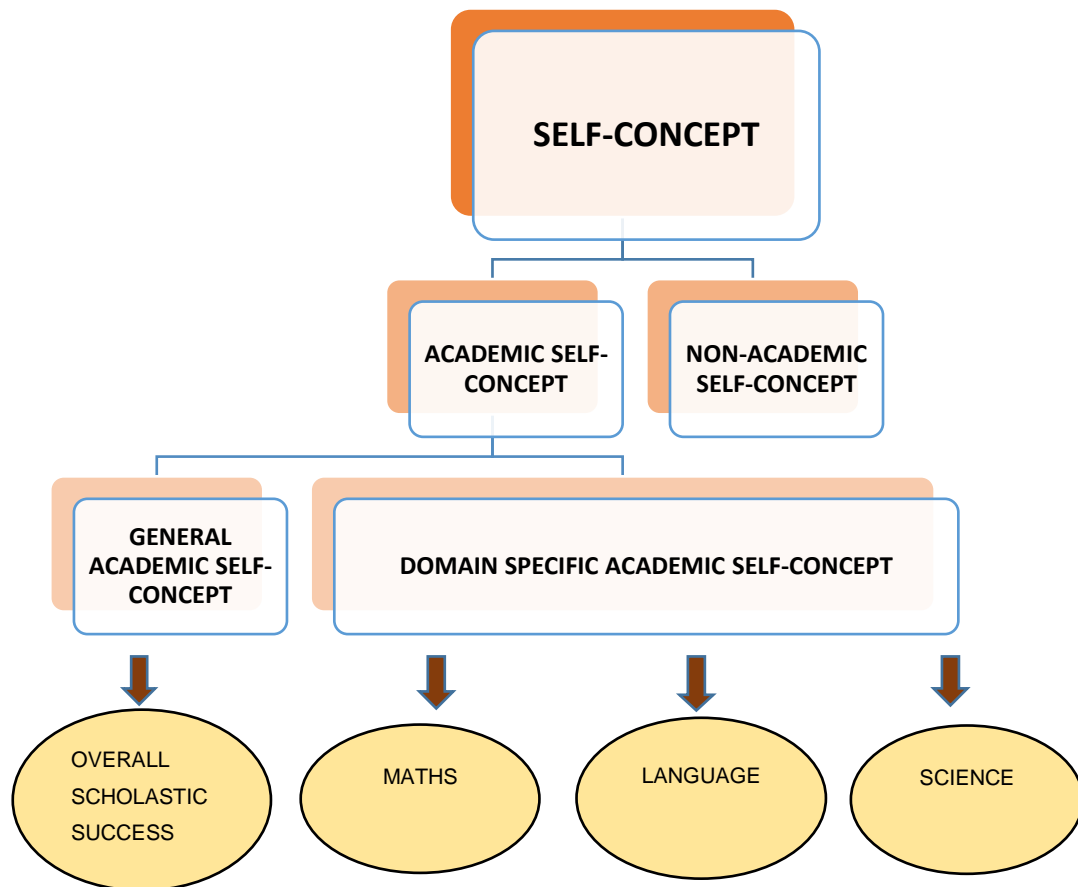 SELF-CONCEPT
ACADEMIC SELF-
CONCEPT
NON-ACADEMIC
SELF-CONCEPT
GENERAL
ACADEMIC SELF-
CONCEPT
DOMAIN SPECIFIC ACADEMIC SELF-CONCEPT
OVERALL
SCHOLASTIC
SUCCESS
MATHS
LANGUAGE
SCIENCE